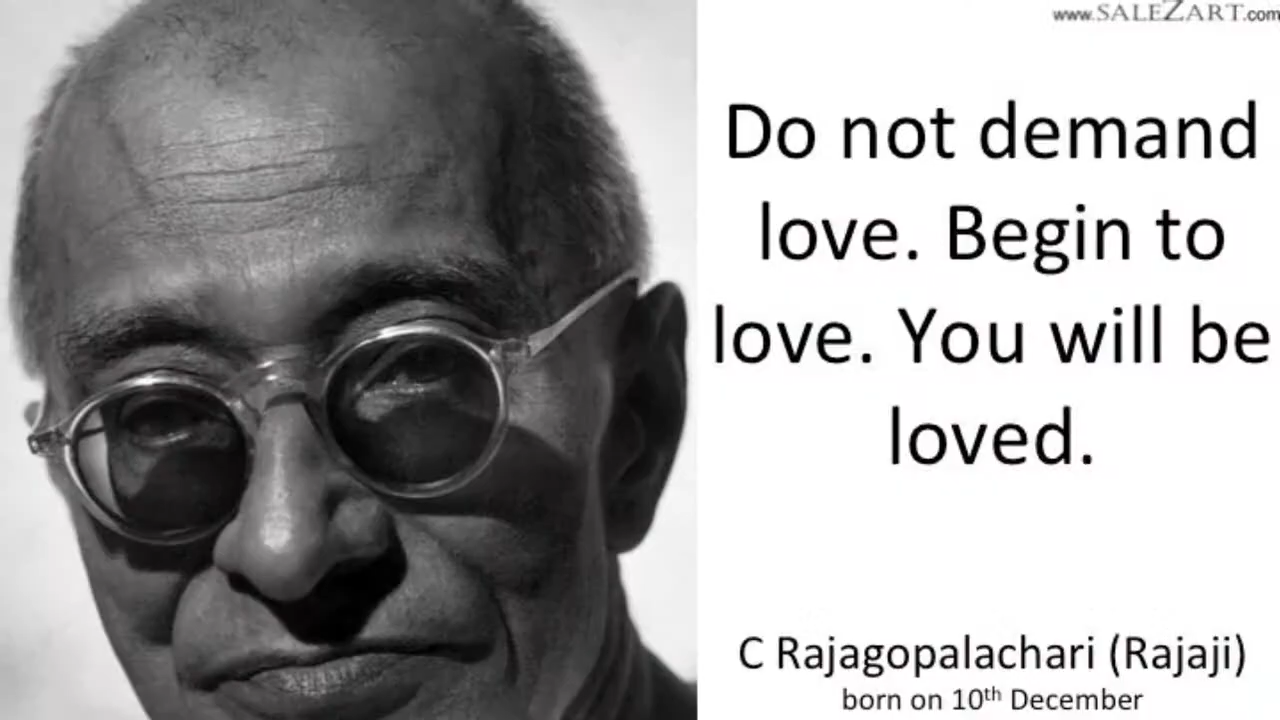 www.SALEZART.com
Do not demand
love. Begin to
love. You will be
loved.
C Rajagopalachari (Rajaji)
born on 10th December